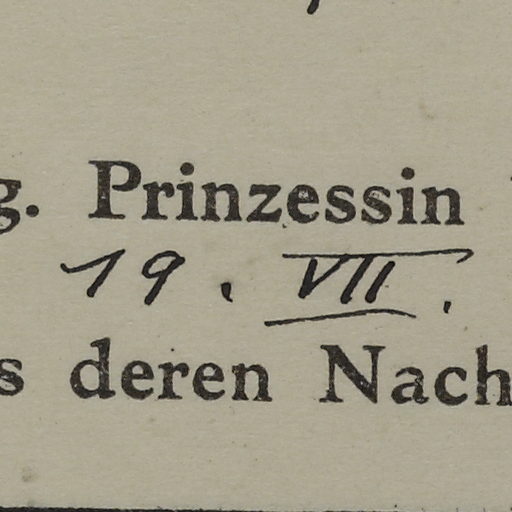 g. Prinzessin
19. VII.
s deren Nach